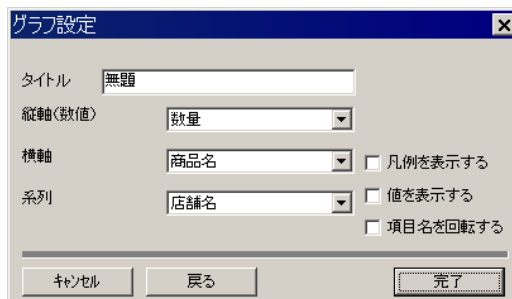 グラフ設定
タイトル 無題
縦軸(数値) 数量
横軸 商品名 凡例を表示する
系列 店舗名 値を表示する
項目名を回転する
キャンセル 戻る 完了